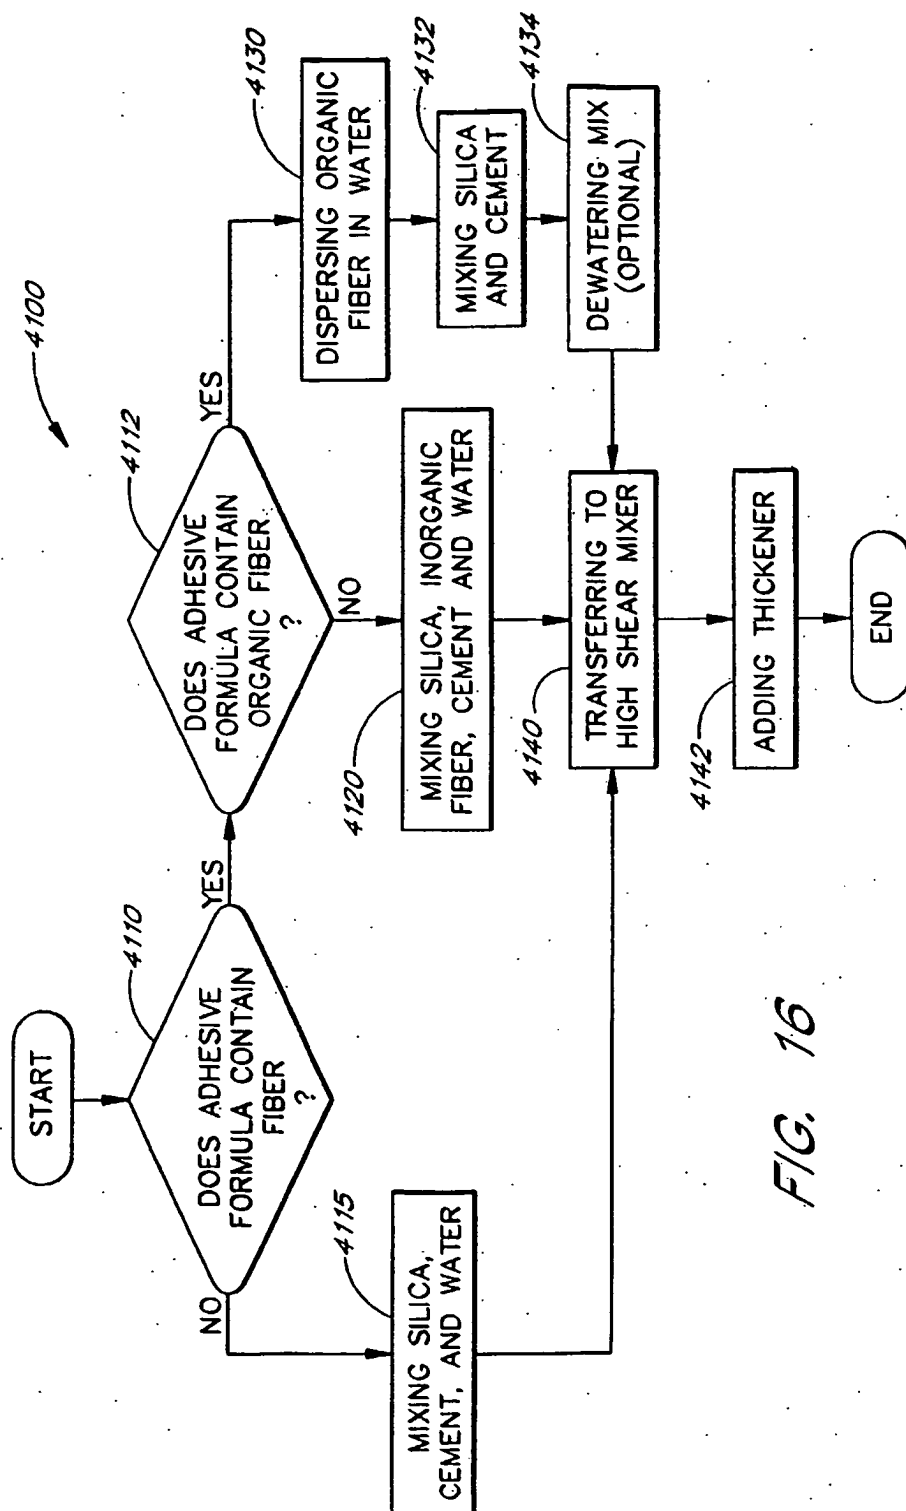 4100
START
4110
DOES ADHESIVE
FORMULA CONTAIN
FIBER
?
NO
YES
4112
DOES ADHESIVE
FORMULA CONTAIN
ORGANIC FIBER
?
YES
NO
4130
DISPERSING ORGANIC
FIBER IN WATER
4132
MIXING SILICA
AND CEMENT
4134
DEWATERING MIX
(OPTIONAL)
4115
MIXING SILICA,
CEMENT, AND WATER
4120
MIXING SILICA, INORGANIC
FIBER, CEMENT AND WATER
4140
TRANSFERRING TO
HIGH SHEAR MIXER
4142
ADDING THICKENER
END
FIG. 16